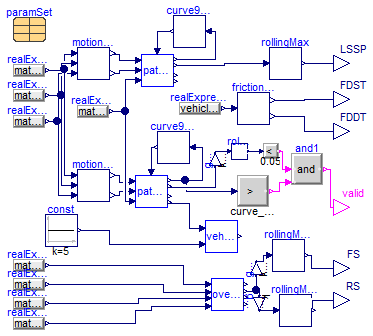 paramSet
curve9...
rollingMax
LSSP
motion...
realEx...
mat...
pat...
realEx...
mat...
realEx...
mat...
realEx...
mat...
realExpre...
vehicl...
friction...
FDST
FDDT
curve9...
rol...
<
0.05
and1
and
motion...
pat...
>
curve_...
valid
const
k=5
veh...
realEx...
mat...
realEx...
mat...
realEx...
mat...
realEx...
mat...
ove...
rollingM...
FS
rollingM...
RS